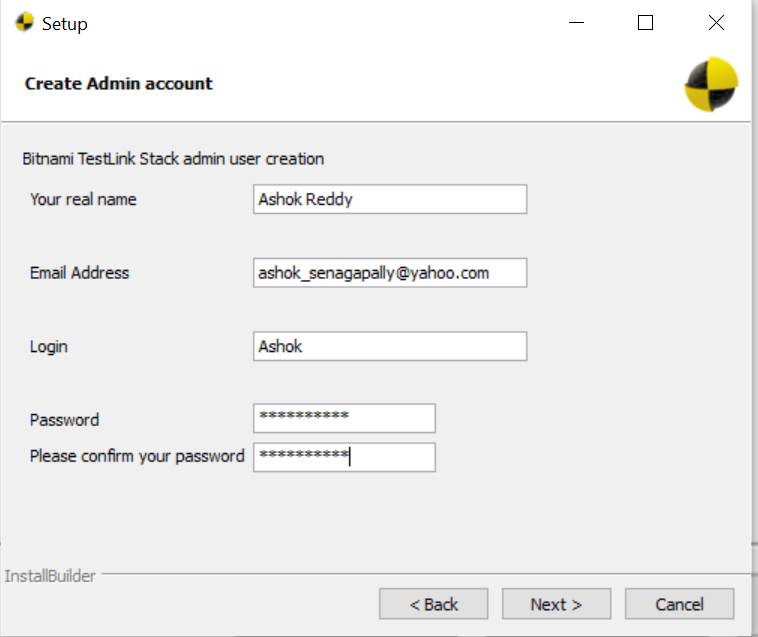 Setup
Create Admin account
Bitnami TestLink Stack admin user creation
Your real name Ashok Reddy
Email Address ashok_senagapally@yahoo.com
Login Ashok
Password **********
Please confirm your password **********
InstallBuilder
< Back Next > Cancel